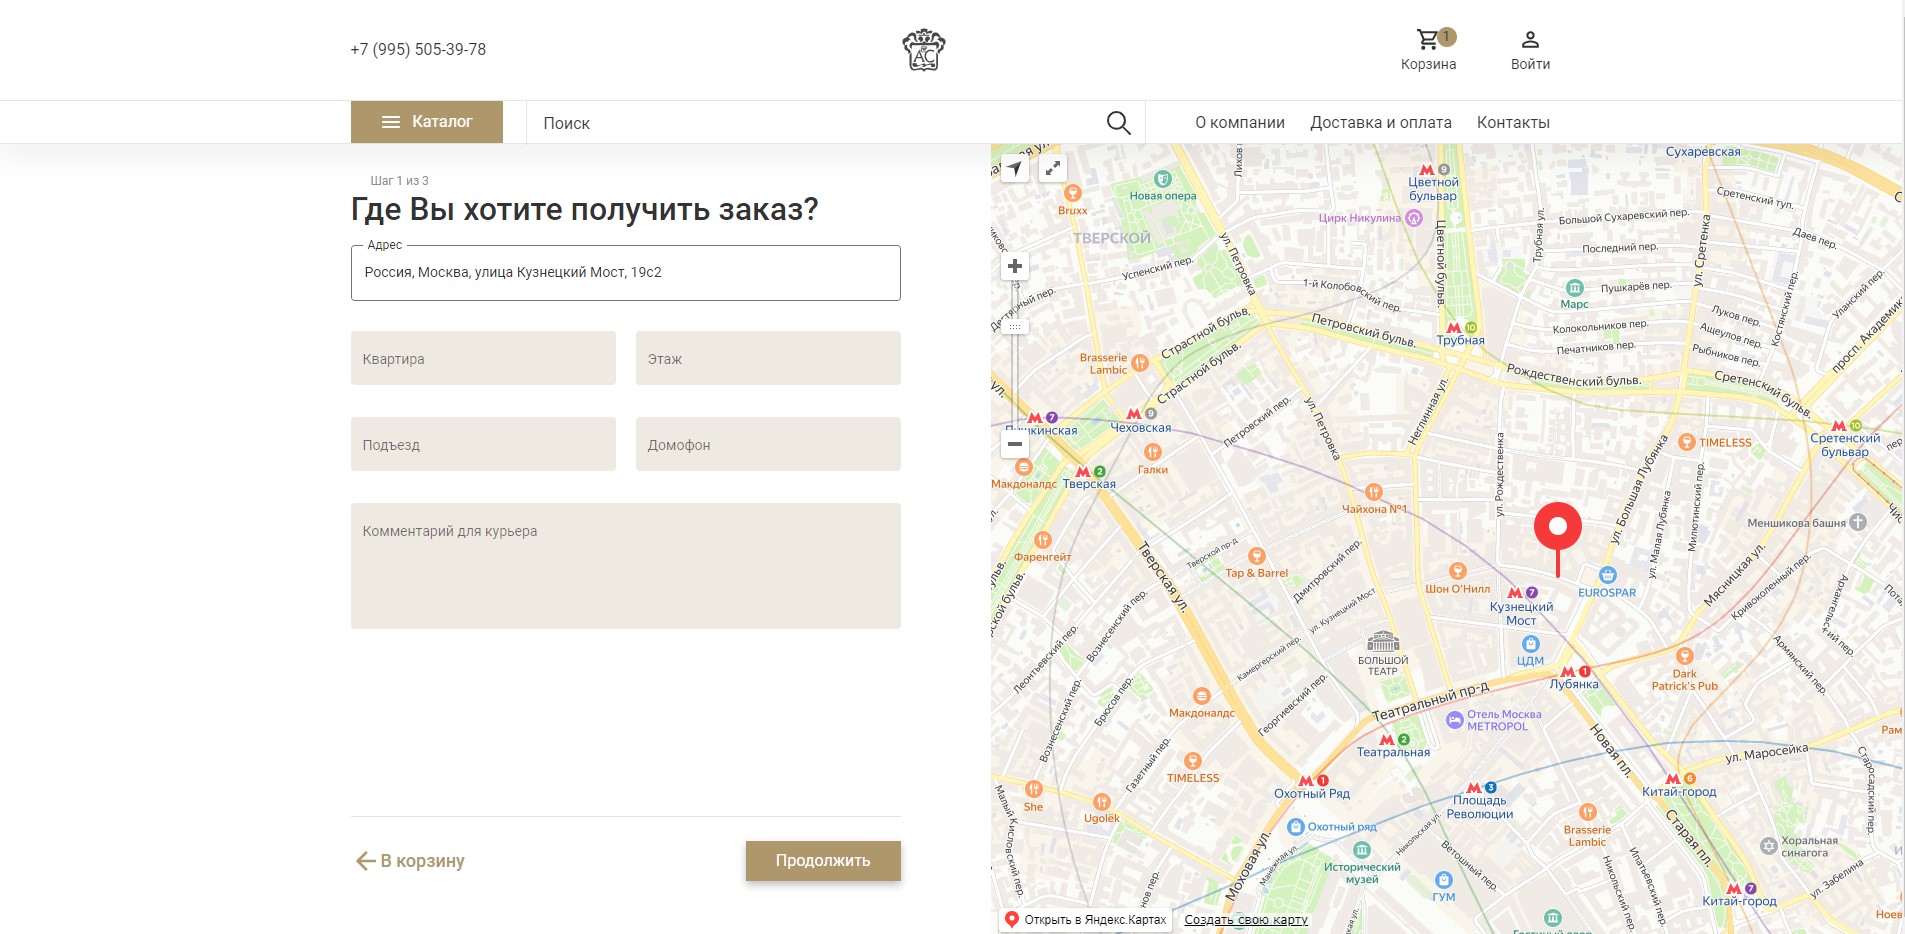 +7 (995) 505-39-78
АС
1
Корзина
Войти
Каталог
Поиск
О компании
Доставка и оплата
Контакты
Шаг 1 из 3
Где Вы хотите получить заказ?
Адрес
Россия, Москва, улица Кузнецкий Мост, 19с2
Квартира
Этаж
Подъезд
Домофон
Комментарий для курьера
В корзину
Продолжить
Сухаревская
Цветной
бульвар
Новая опера
Bruxx
Цирк Никулина
ТВЕРСКОЙ
Успенский пер.
ул. Петровка
Цветной бульв.
Трубная ул.
Большой Сухаревский пер.
Последний пер.
Сретенский туп.
Даев пер.
ул. Сретенка
1-й Колобовский пер.
Марс
Пушкарёв пер.
Луков пер.
Ащеулов пер.
Рыбников пер.
Костянский пер.
Уланский пер.
Колокольников пер.
Печатников пер.
Трубная
Страстной бульв.
Страстной бульв.
Петровский бульв.
Рождественский бульв.
Сретенский бульв.
Brasserie
Lambic
Пушкинская
Чеховская
Тверская
Галки
Макдоналдс
Петровский пер.
ул. Петровка
Неглинная ул.
ул. Рождественка
TIMELESS
Сретенский
бульвар
Чайхона №1
ул. Большая Лубянка
ул. Малая Лубянка
Милютинский пер.
Меншикова башня
Фаренгейт
Тверская ул.
Тверской пр-д
Tap & Barrel
Дмитровский пер.
Шон О'Нилл
EUROSPAR
Кузнецкий
Мост
Мясницкая ул.
Кривоколенный пер.
ул. Кузнецкий Мост
Вознесенский пер.
Леонтьевский пер.
Камергерский пер.
БОЛЬШОЙ
ТЕАТР
ЦДМ
Лубянка
Dark
Patrick's Pub
Армянский пер.
Макдоналдс
Брюсов пер.
Георгиевский пер.
Театральный пр-д
Отель Москва
METROPOL
Театральная
Вознесенский пер.
Газетный пер.
TIMELESS
Новая пл.
ул. Маросейка
Старосадский пер.
Охотный Ряд
Площадь
Революции
Китай-город
She
Ugolёk
Охотный ряд
Никольская ул.
Brasserie
Lambic
Старая пл.
Хоральная
синагога
Малый Кисловский пер.
Моховая ул.
Манежная ул.
Исторический
музей
ГУМ
Ветошный пер.
Никольский пер.
Ипатьевский пер.
ул. Забелина
Китай-город
Открыть в Яндекс.Картах
Создать свою карту